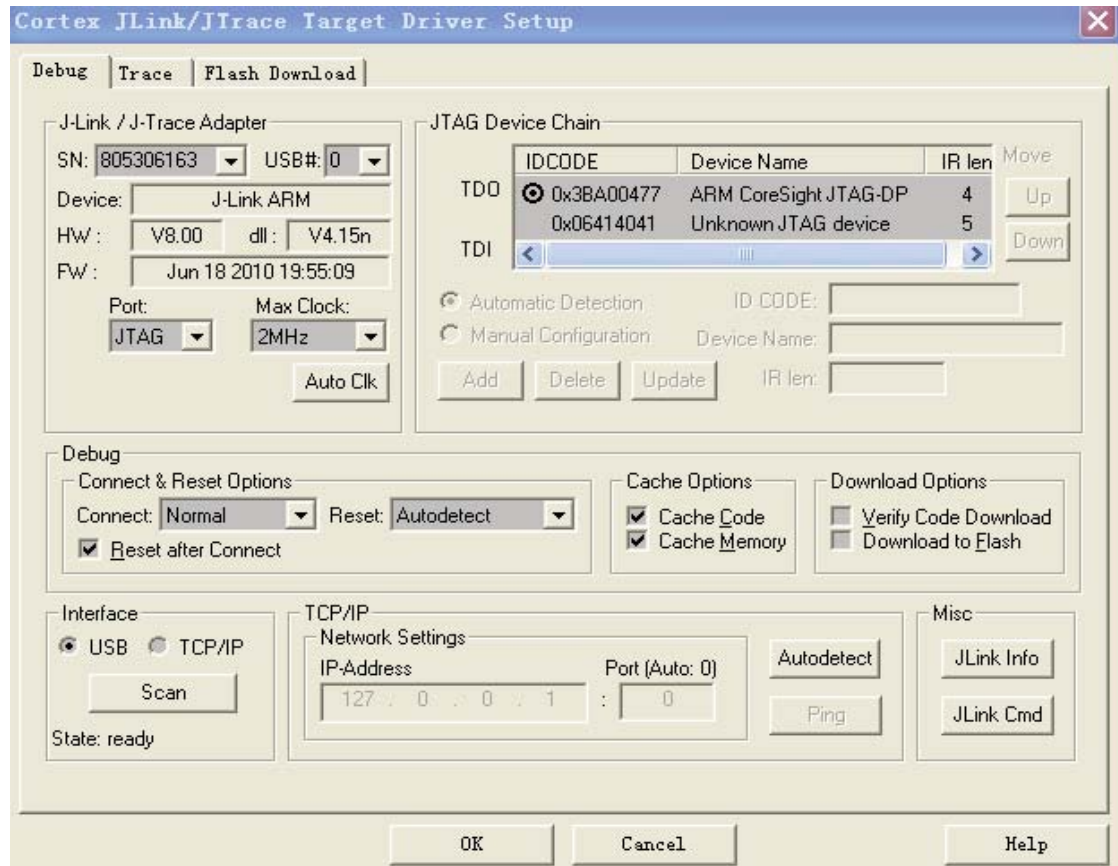 Cortex JLink/JTrace Target Driver Setup
Debug Trace Flash Download
J-Link / J-Trace Adapter
SN: 805306163 USB#: 0
Device: J-Link ARM
HW : V8.00 dll : V4.15n
FW : Jun 18 2010 19:55:09
Port: Max Clock:
JTAG 2MHz
Auto Clk
JTAG Device Chain
IDCODE Device Name IR len Move
TDO 0x3BA00477 ARM CoreSight JTAG-DP 4 Up
0x06414041 Unknown JTAG device 5
TDI Down
Automatic Detection ID CODE:
Manual Configuration Device Name:
Add Delete Update IR len:
Debug
Connect & Reset Options
Connect: Normal Reset: Autodetect
Reset after Connect
Cache Options
Cache Code
Cache Memory
Download Options
Verify Code Download
Download to Flash
Interface
USB TCP/IP
Scan
State: ready
TCP/IP
Network Settings
IP-Address Port (Auto: 0)
127 . 0 . 0 . 1 : 0
Autodetect
Ping
Misc
JLink Info
JLink Cmd
OK Cancel Help